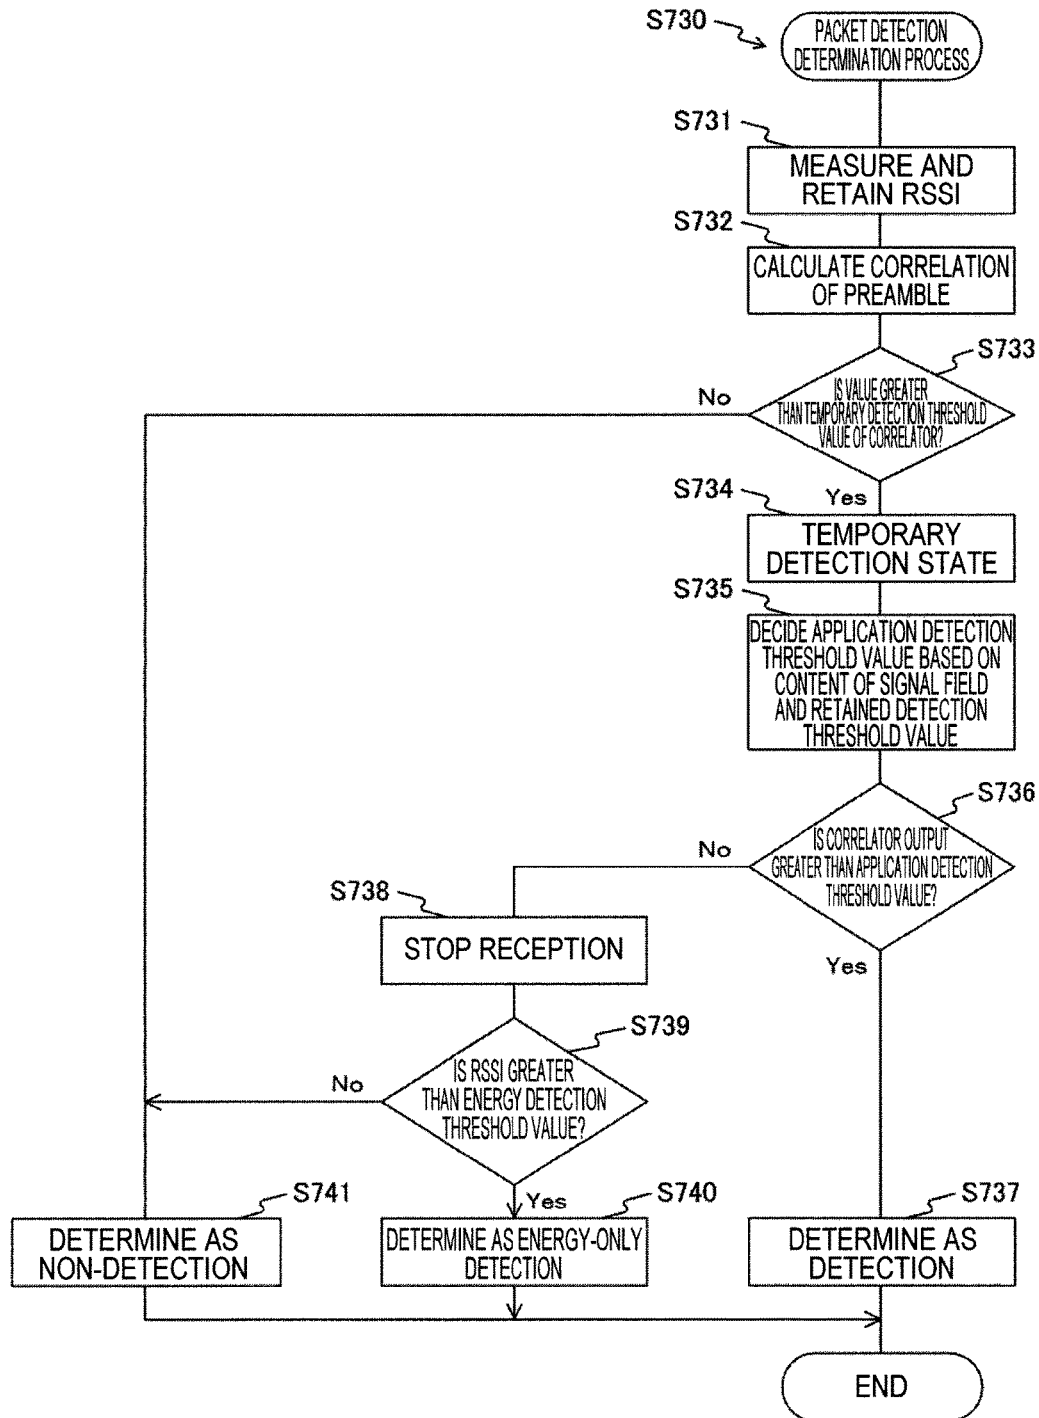 S730
PACKET DETECTION
DETERMINATION PROCESS
S731
MEASURE AND
RETAIN RSSI
S732
CALCULATE CORRELATION
OF PREAMBLE
S733
IS VALUE GREATER
THAN TEMPORARY DETECTION THRESHOLD
VALUE OF CORRELATOR?
No
Yes
S734
TEMPORARY
DETECTION STATE
S735
DECIDE APPLICATION DETECTION
THRESHOLD VALUE BASED ON
CONTENT OF SIGNAL FIELD
AND RETAINED DETECTION
THRESHOLD VALUE
S736
IS CORRELATOR OUTPUT
GREATER THAN APPLICATION DETECTION
THRESHOLD VALUE?
No
Yes
S738
STOP RECEPTION
S739
IS RSSI GREATER
THAN ENERGY DETECTION
THRESHOLD VALUE?
No
Yes
S741
DETERMINE AS
NON-DETECTION
S740
DETERMINE AS ENERGY-ONLY
DETECTION
S737
DETERMINE AS
DETECTION
END